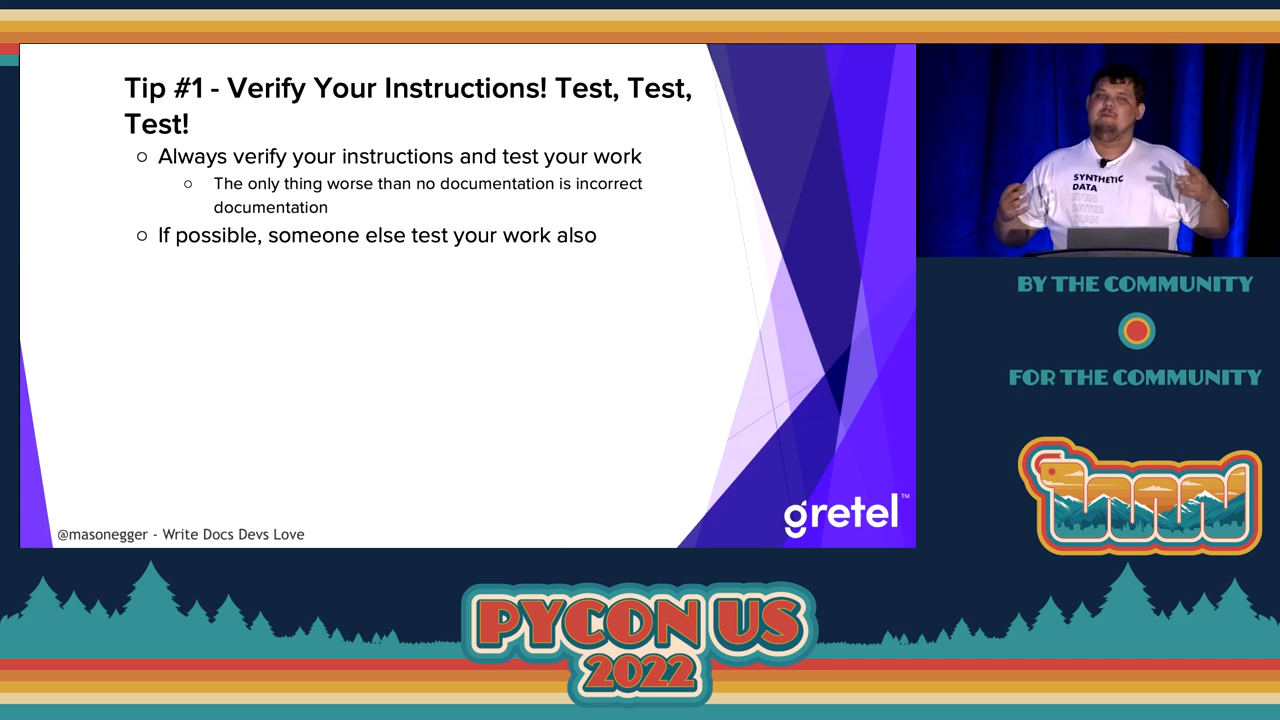 Tip #1 - Verify Your Instructions! Test, Test,
Test!
○ Always verify your instructions and test your work
○ The only thing worse than no documentation is incorrect
documentation
○ If possible, someone else test your work also
@masonegger - Write Docs Devs Love
gretel™
SYNTHETIC
DATA
BY THE COMMUNITY
FOR THE COMMUNITY
PYCON US
2022